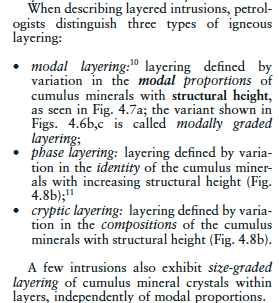 When describing layered intrusions, petrol-
ogists distinguish three types of igneous
layering:
• modal layering:¹⁰ layering defined by
variation in the modal proportions of
cumulus minerals with structural height,
as seen in Fig. 4.7a; the variant shown in
Figs. 4.6b,c is called modally graded
layering;
• phase layering: layering defined by varia-
tion in the identity of the cumulus miner-
als with increasing structural height (Fig.
4.8b);¹¹
• cryptic layering: layering defined by varia-
tion in the compositions of the cumulus
minerals with structural height (Fig. 4.8b).
A few intrusions also exhibit size-graded
layering of cumulus mineral crystals within
layers, independently of modal proportions.